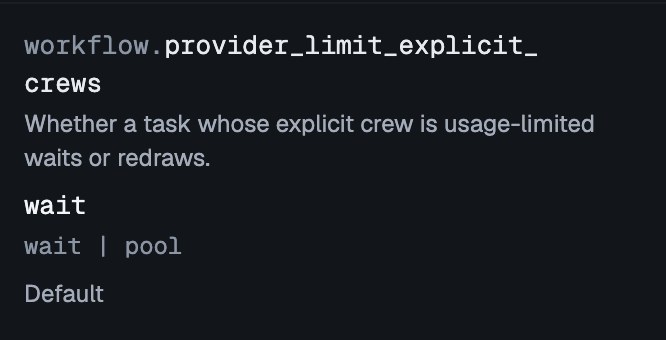 workflow.provider_limit_explicit_
crews
Whether a task whose explicit crew is usage-limited
waits or redraws.
wait
wait | pool
Default